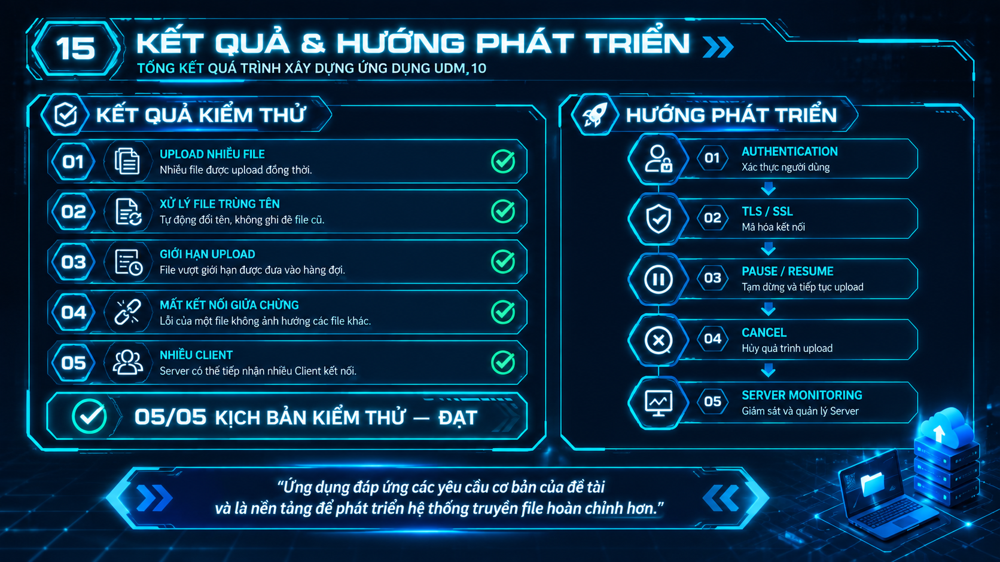 15
KẾT QUẢ & HƯỚNG PHÁT TRIỂN
TỔNG KẾT QUÁ TRÌNH XÂY DỰNG ỨNG DỤNG UDM_10
KẾT QUẢ KIỂM THỬ
01
UPLOAD NHIỀU FILE
Nhiều file được upload đồng thời.
02
XỬ LÝ FILE TRÙNG TÊN
Tự động đổi tên, không ghi đè file cũ.
03
GIỚI HẠN UPLOAD
File vượt giới hạn được đưa vào hàng đợi.
04
MẤT KẾT NỐI GIỮA CHỪNG
Lỗi của một file không ảnh hưởng các file khác.
05
NHIỀU CLIENT
Server có thể tiếp nhận nhiều Client kết nối.
05/05 KỊCH BẢN KIỂM THỬ — ĐẠT
HƯỚNG PHÁT TRIỂN
01
AUTHENTICATION
Xác thực người dùng
02
TLS / SSL
Mã hóa kết nối
03
PAUSE / RESUME
Tạm dừng và tiếp tục upload
04
CANCEL
Hủy quá trình upload
05
SERVER MONITORING
Giám sát và quản lý Server
“Ứng dụng đáp ứng các yêu cầu cơ bản của đề tài
và là nền tảng để phát triển hệ thống truyền file hoàn chỉnh hơn.”